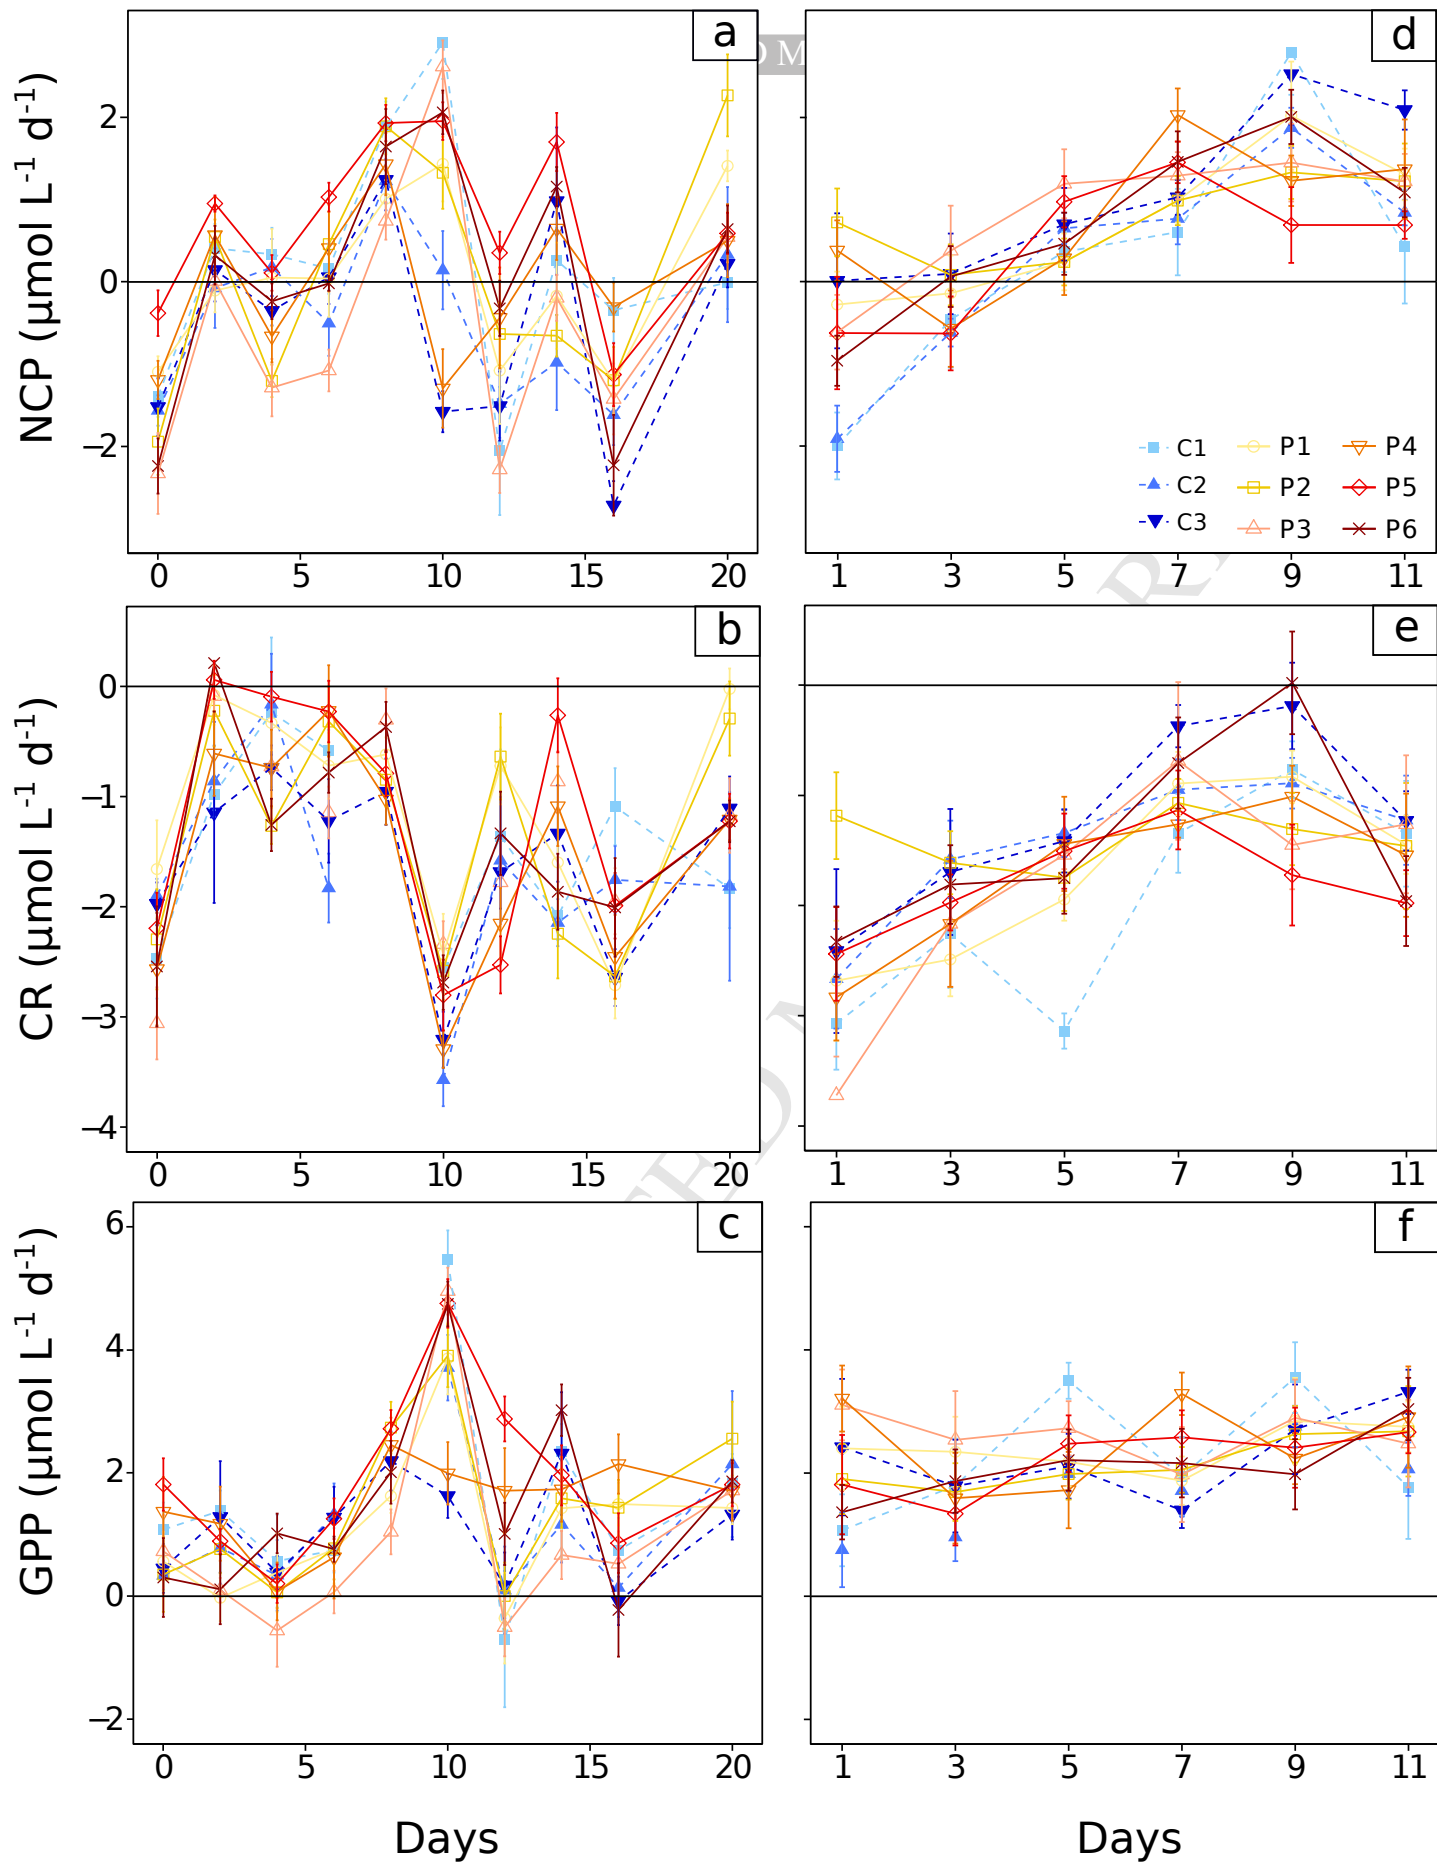 a
NCP (µmol L⁻¹ d⁻¹)
2
0
−2
0 5 10 15 20
d
C1 P1 P4
C2 P2 P5
C3 P3 P6
1 3 5 7 9 11
b
CR (µmol L⁻¹ d⁻¹)
0
−1
−2
−3
−4
0 5 10 15 20
e
1 3 5 7 9 11
c
GPP (µmol L⁻¹ d⁻¹)
6
4
2
0
−2
0 5 10 15 20
Days
f
1 3 5 7 9 11
Days